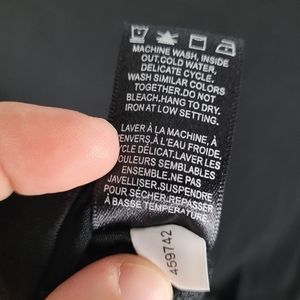 MACHINE WASH, INSIDE
OUT,COLD WATER,
DELICATE CYCLE,
WASH SIMILAR COLORS
TOGETHER.DO NOT
BLEACH.HANG TO DRY.
IRON AT LOW SETTING.
LAVER À LA MACHINE, À
ENVERS,À L'EAU FROIDE,
YCLE DÉLICAT.LAVER LES
OULEURS SEMBLABLES
ENSEMBLE.NE PAS
JAVELLISER.SUSPENDRE
POUR SÉCHER.REPASSER
À BASSE TEMPÉRATURE.
459742